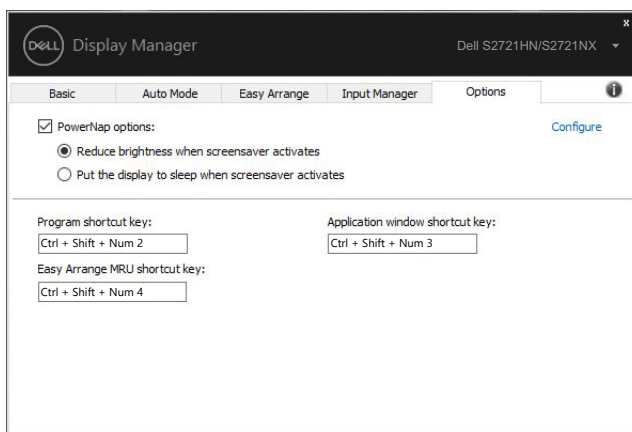 x
DELL Display Manager
Dell S2721HN/S2721NX
Basic Auto Mode Easy Arrange Input Manager Options i
PowerNap options: Configure
Reduce brightness when screensaver activates
Put the display to sleep when screensaver activates
Program shortcut key: Application window shortcut key:
Ctrl + Shift + Num 2 Ctrl + Shift + Num 3
Easy Arrange MRU shortcut key:
Ctrl + Shift + Num 4